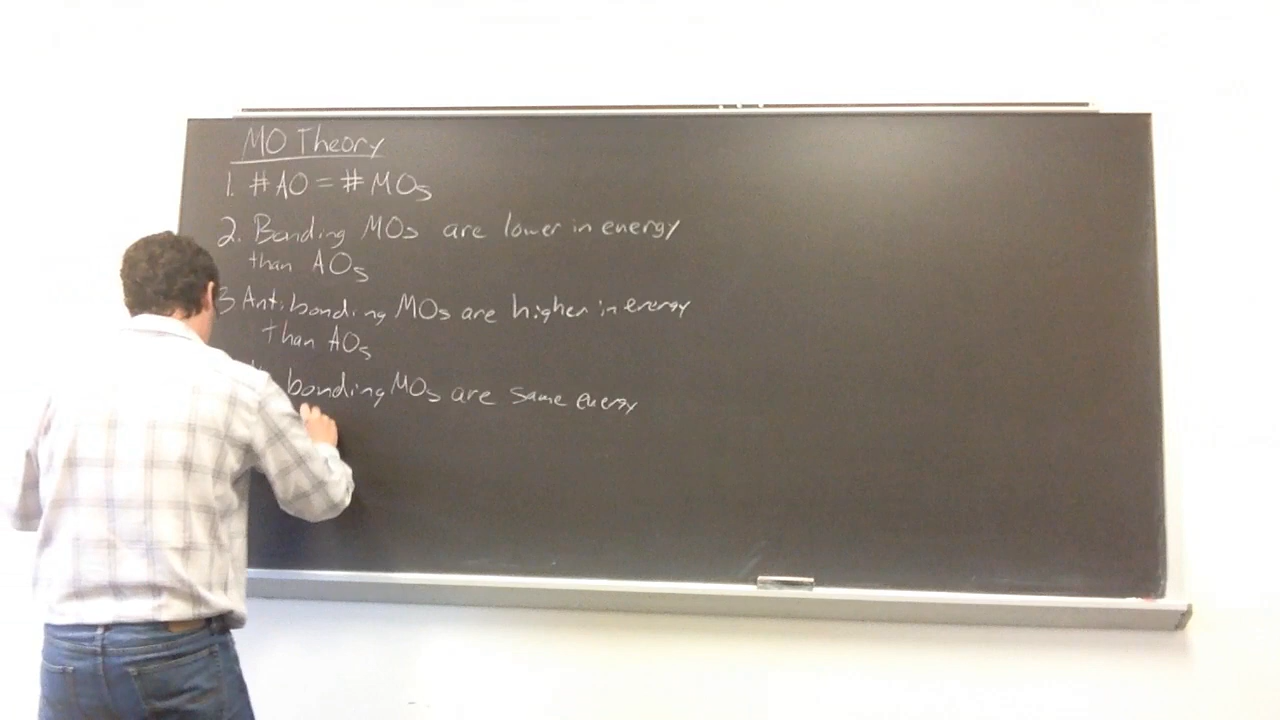 MO Theory
1. #AO = #MOs
2. Bonding MOs are lower in energy
than AOs
3 Antibonding MOs are higher in energy
than AOs
bonding MOs are same energy